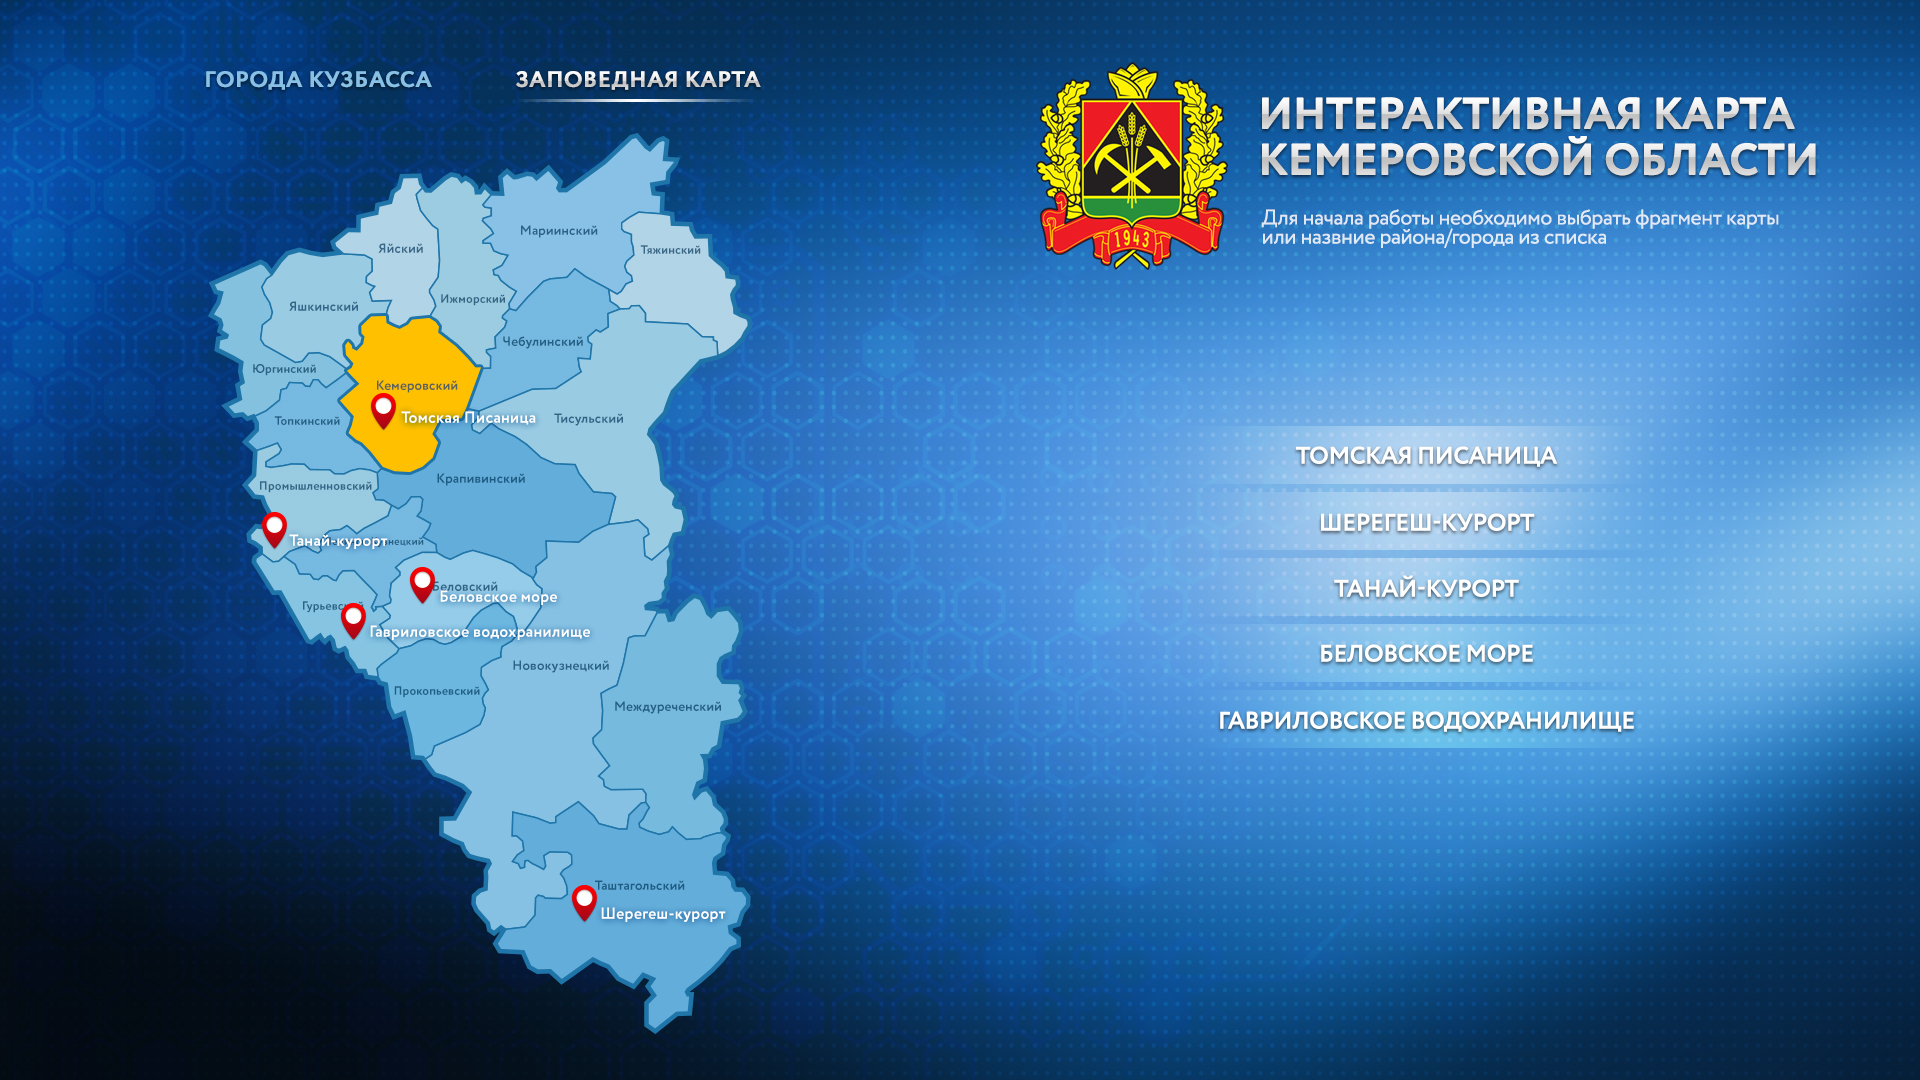 ГОРОДА КУЗБАССА
ЗАПОВЕДНАЯ КАРТА
1943
ИНТЕРАКТИВНАЯ КАРТА
КЕМЕРОВСКОЙ ОБЛАСТИ
Для начала работы необходимо выбрать фрагмент карты
или назвние района/города из списка
Мариинский
Яйский
Тяжинский
Ижморский
Яшкинский
Чебулинский
Юргинский
Кемеровский
Томская Писаница
Тисульский
Топкинский
Крапивинский
Промышленновский
Танай-курорт
Беловский
Беловское море
Гавриловское водохранилище
Новокузнецкий
Прокопьевский
Междуреченский
Таштагольский
Шерегеш-курорт
ТОМСКАЯ ПИСАНИЦА
ШЕРЕГЕШ-КУРОРТ
ТАНАЙ-КУРОРТ
БЕЛОВСКОЕ МОРЕ
ГАВРИЛОВСКОЕ ВОДОХРАНИЛИЩЕ